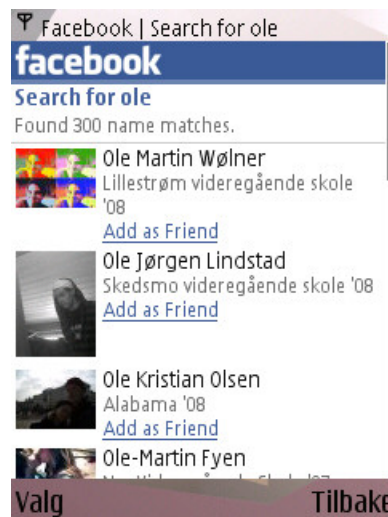 Facebook | Search for ole
facebook
Search for ole
Found 300 name matches.
Ole Martin Wølner
Lillestrøm videregående skole
'08
Add as Friend
Ole Jørgen Lindstad
Skedsmo videregående skole '08
Add as Friend
Ole Kristian Olsen
Alabama '08
Add as Friend
Ole-Martin Fyen
Valg
Tilbake